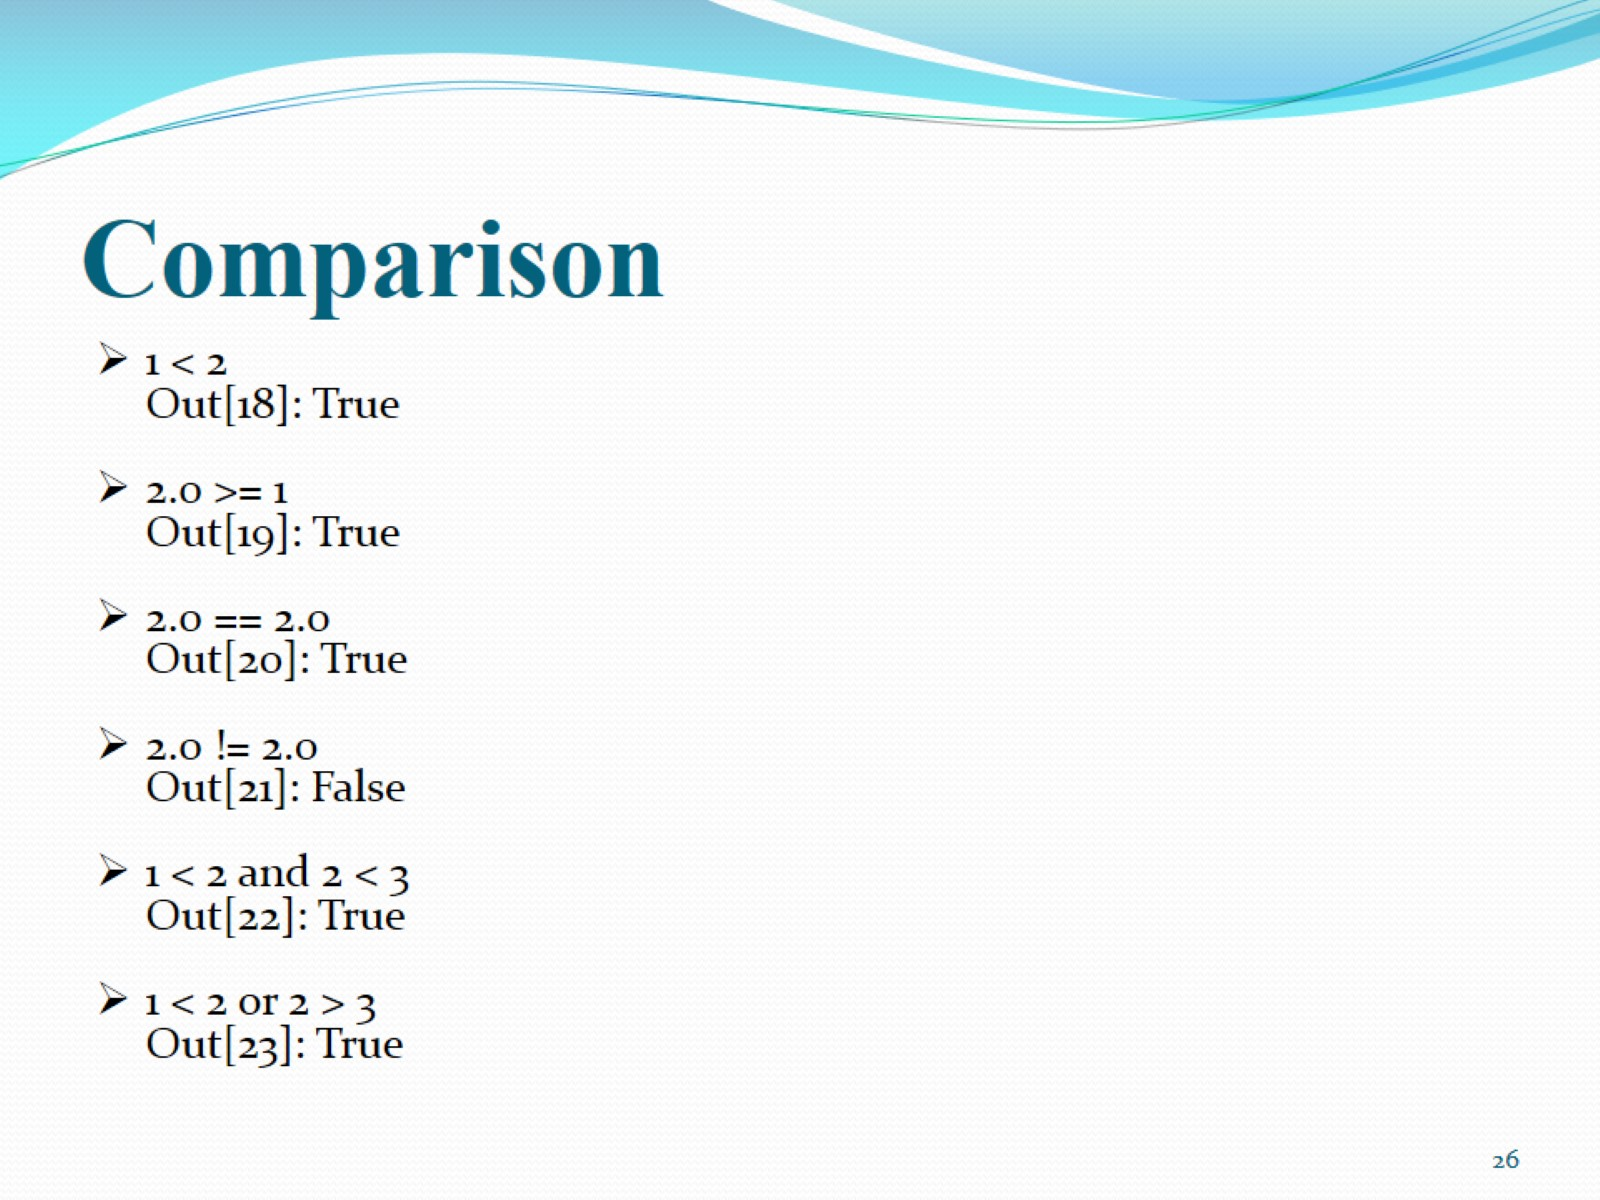 Comparison
1 < 2
Out[18]: True
2.0 >= 1
Out[19]: True
2.0 == 2.0
Out[20]: True
2.0 != 2.0
Out[21]: False
1 < 2 and 2 < 3
Out[22]: True
1 < 2 or 2 > 3
Out[23]: True
26